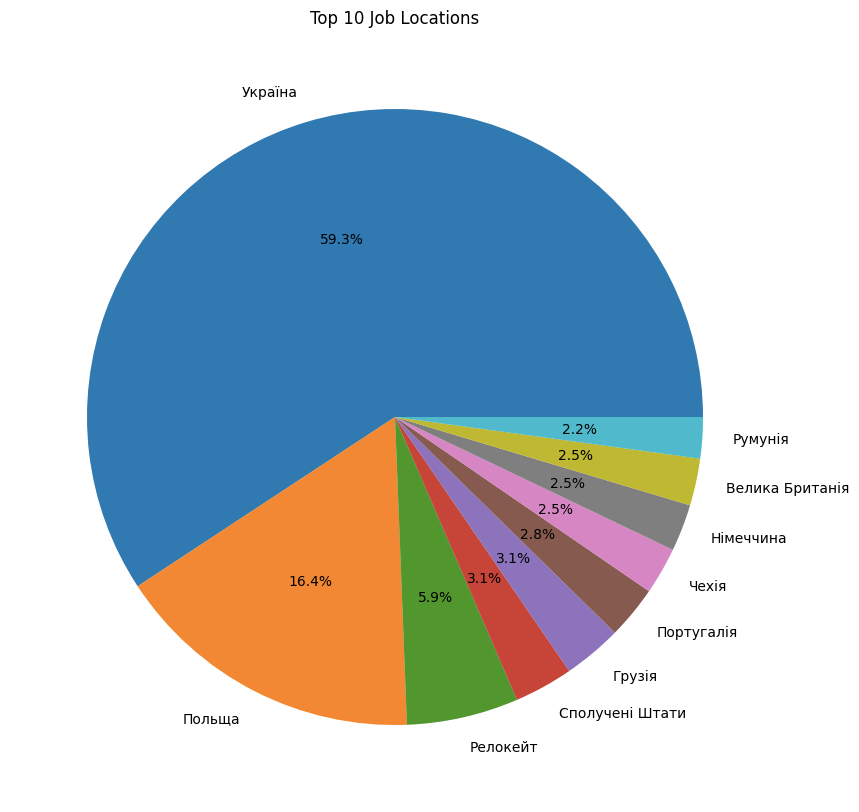 Top 10 Job Locations
Україна
59.3%
Польща
16.4%
Релокейт
5.9%
Сполучені Штати
3.1%
Грузія
3.1%
Португалія
2.8%
Чехія
2.5%
Німеччина
2.5%
Велика Британія
2.5%
Румунія
2.2%